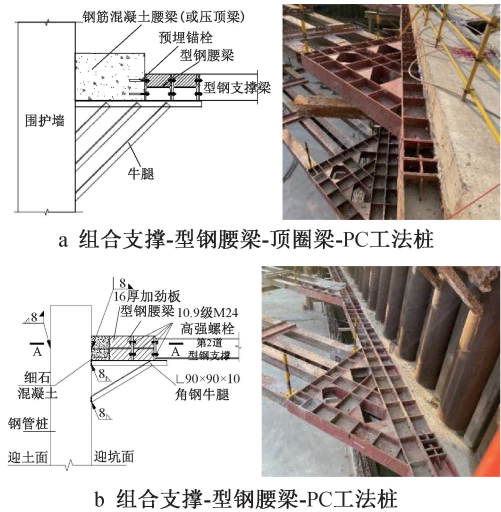 钢筋混凝土腰梁(或压顶梁)
预埋锚栓
型钢腰梁
型钢支撑梁
围护墙
牛腿
a 组合支撑-型钢腰梁-顶圈梁-PC工法桩
8
16厚加劲板
型钢腰梁
10.9级M24
高强螺栓
8
A
A
第2道
型钢支撑
细石
混凝土
8
∟90×90×10
角钢牛腿
8
钢管桩
迎土面
迎坑面
b 组合支撑-型钢腰梁-PC工法桩